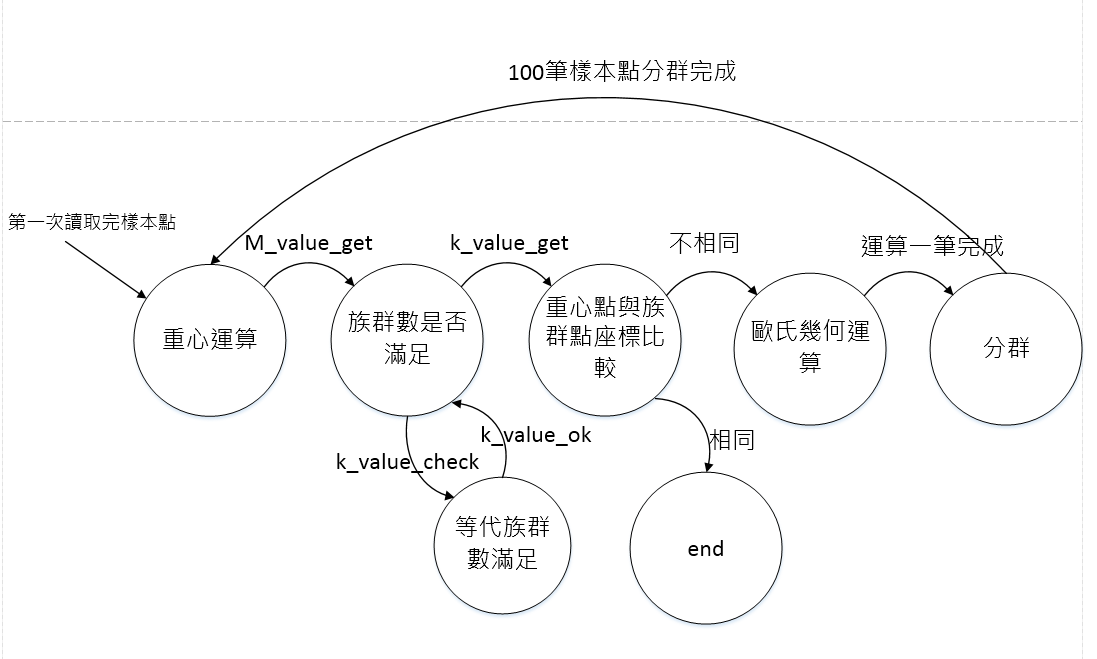 100筆樣本點分群完成
第一次讀取完樣本點
M_value_get
k_value_get
不相同
運算一筆完成
重心運算
族群數是否
滿足
重心點與族
群點座標比
較
歐氏幾何運
算
分群
k_value_ok
k_value_check
相同
等代族群
數滿足
end